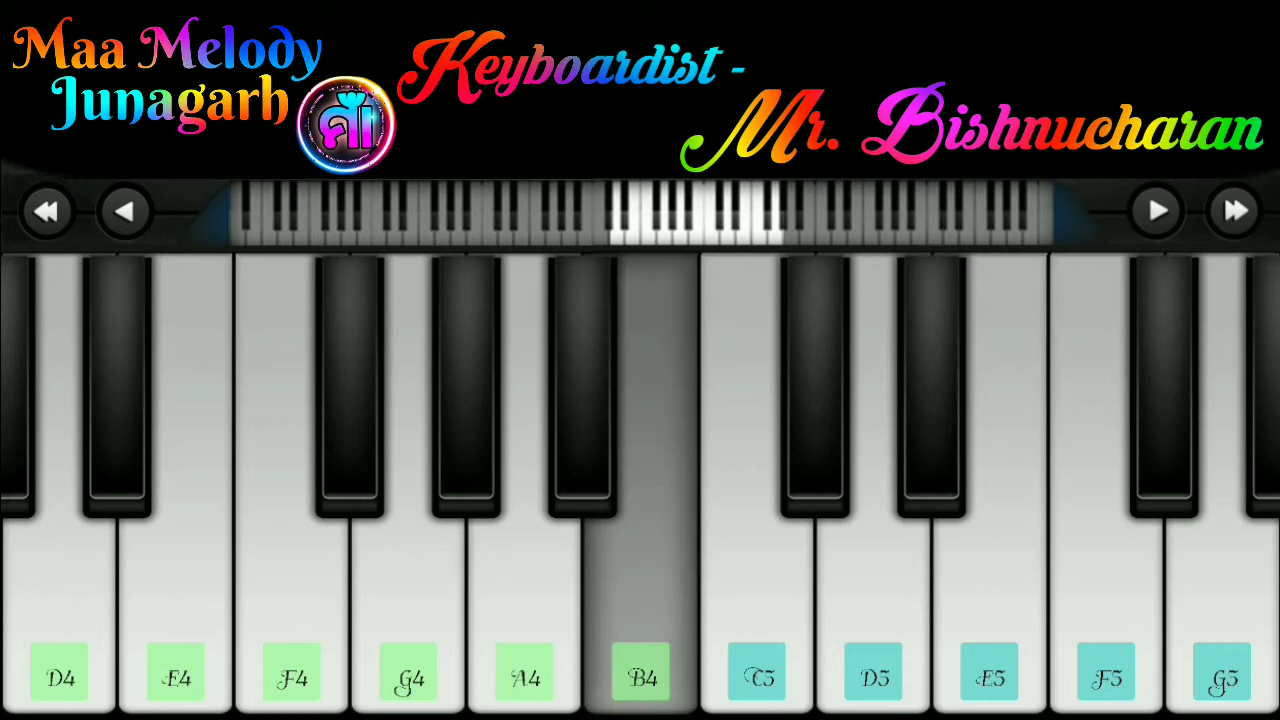 Maa Melody
Junagarh
ମାଁ
Keyboardist -
Mr. Bishnucharan
D4 E4 F4 G4 A4 B4 C5 D5 E5 F5 G5